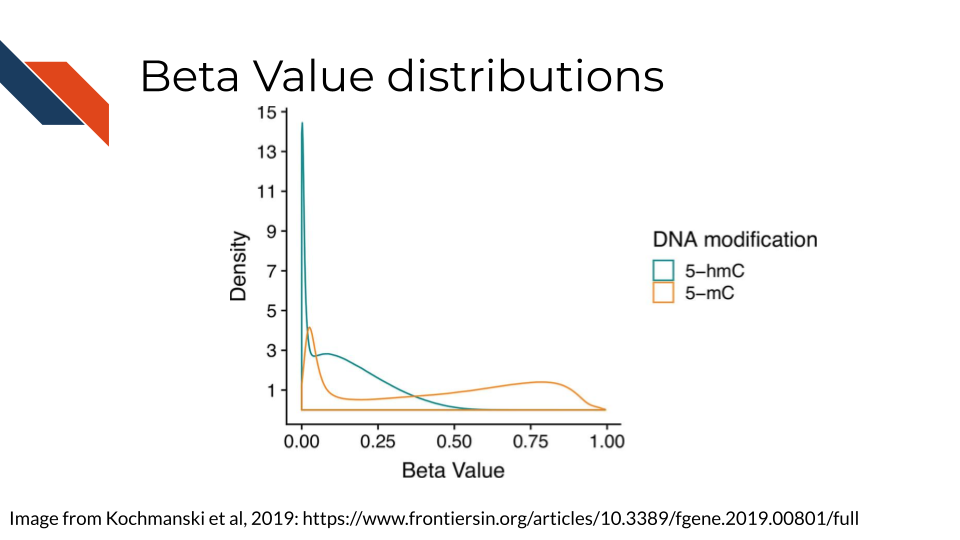 Beta Value distributions
15
13
11
9
7
5
3
1
Density
0.00 0.25 0.50 0.75 1.00
Beta Value
DNA modification
5−hmC
5−mC
Image from Kochmanski et al, 2019: https://www.frontiersin.org/articles/10.3389/fgene.2019.00801/full